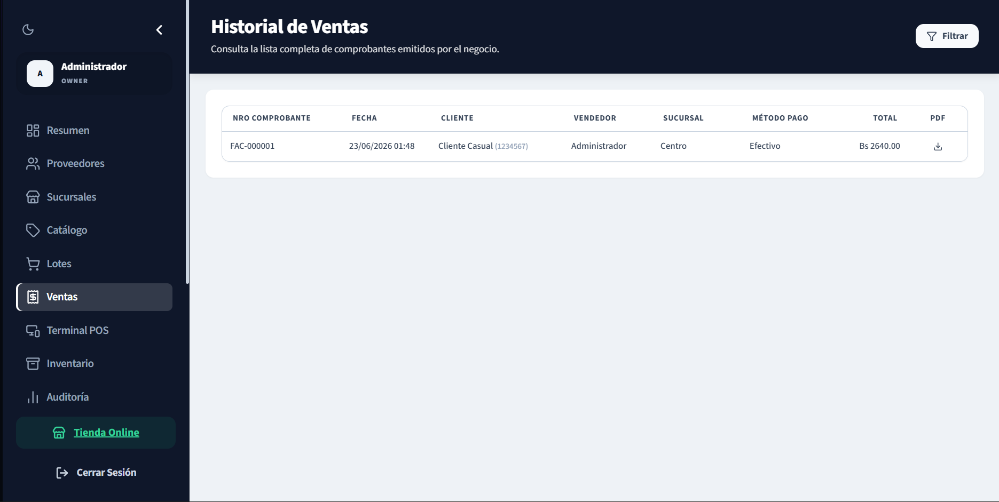 A
Administrador
OWNER
Resumen
Proveedores
Sucursales
Catálogo
Lotes
Ventas
Terminal POS
Inventario
Auditoría
Tienda Online
Cerrar Sesión
Historial de Ventas
Consulta la lista completa de comprobantes emitidos por el negocio.
Filtrar
NRO COMPROBANTE FECHA CLIENTE VENDEDOR SUCURSAL MÉTODO PAGO TOTAL PDF
FAC-000001 23/06/2026 01:48 Cliente Casual (1234567) Administrador Centro Efectivo Bs 2640.00